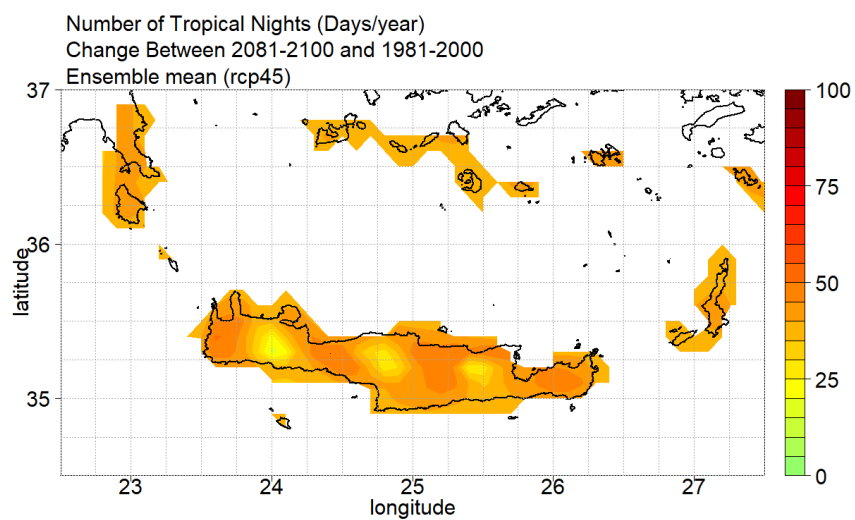 Number of Tropical Nights (Days/year)
Change Between 2081-2100 and 1981-2000
Ensemble mean (rcp45)
37
36
35
latitude
23
24
25
26
27
longitude
100
75
50
25
0